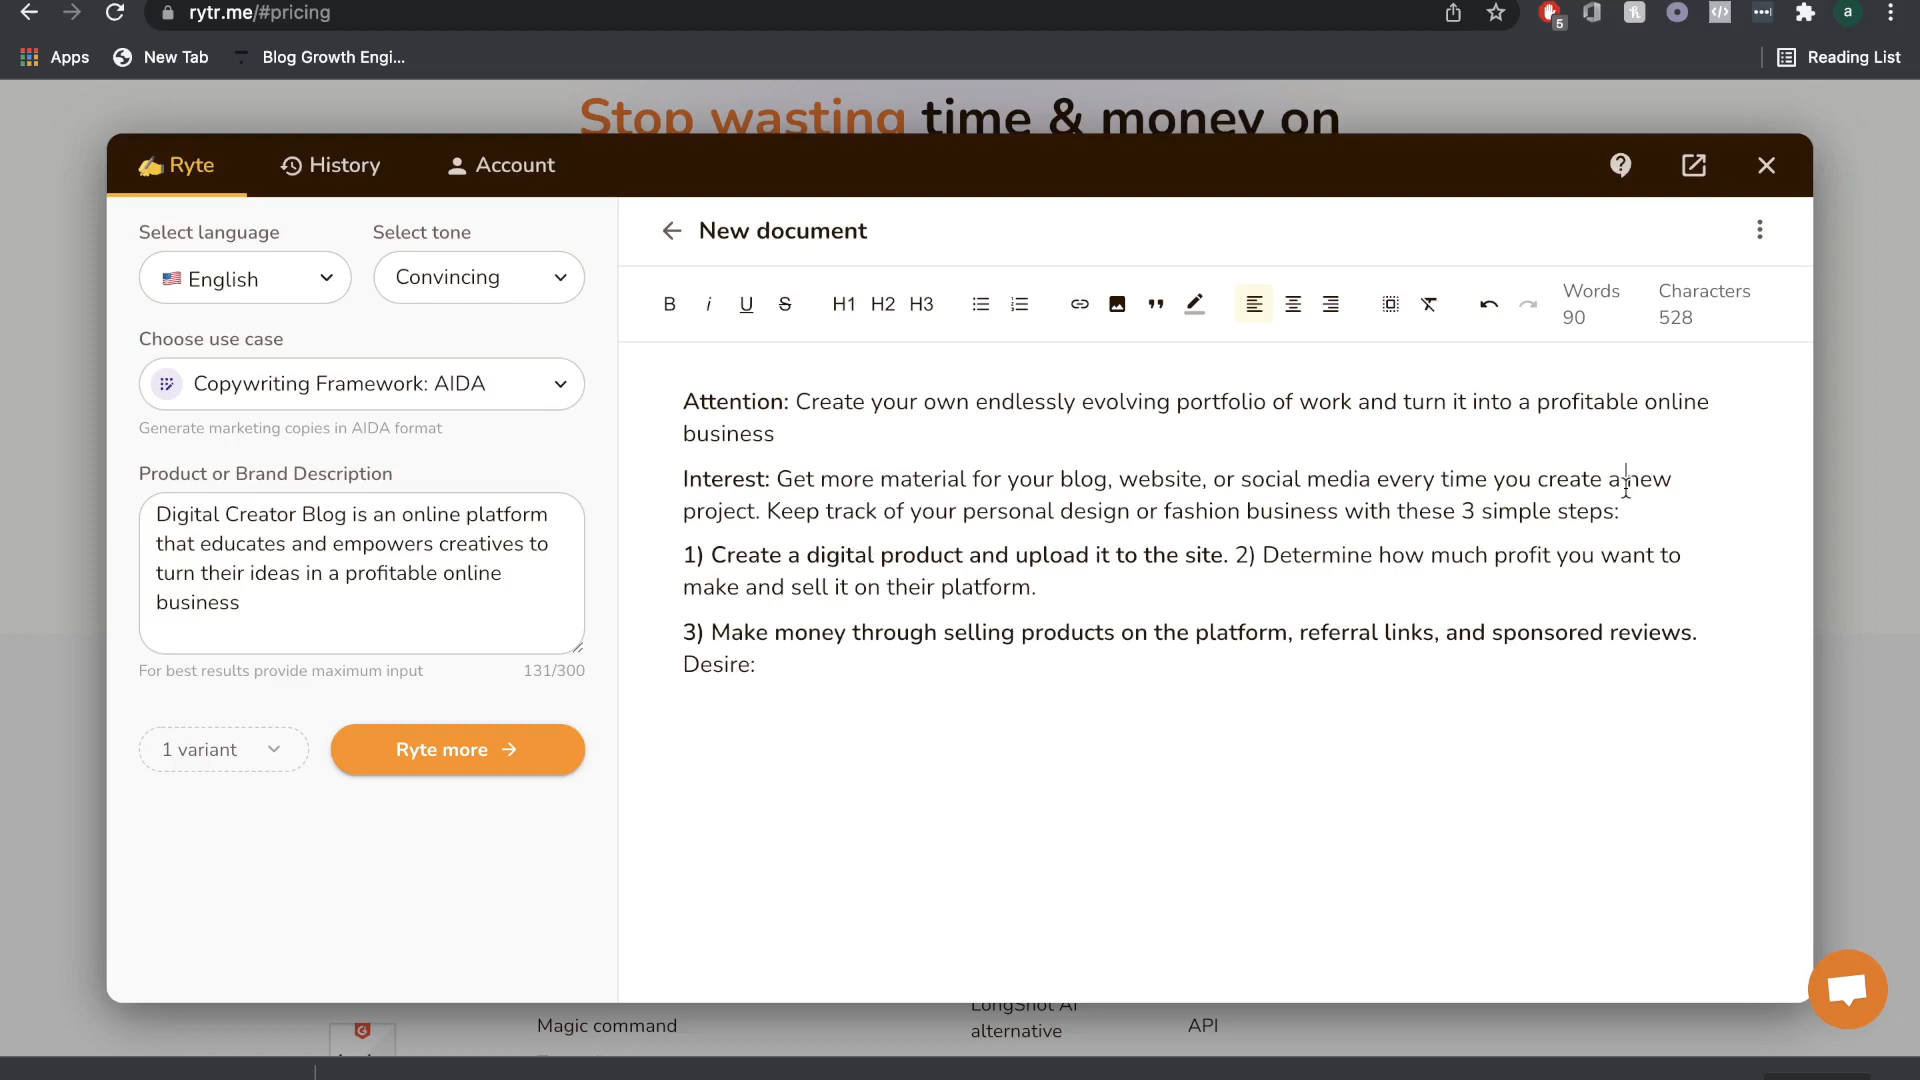 rytr.me/#pricing
5
a
Apps
New Tab
Blog Growth Engi...
Reading List
Stop wasting time & money on
Ryte
History
Account
Select language
Select tone
English
Convincing
Choose use case
Copywriting Framework: AIDA
Generate marketing copies in AIDA format
Product or Brand Description
Digital Creator Blog is an online platform
that educates and empowers creatives to
turn their ideas in a profitable online
business
For best results provide maximum input
131/300
1 variant
Ryte more
New document
B i U S H1 H2 H3
Words
90
Characters
528
Attention: Create your own endlessly evolving portfolio of work and turn it into a profitable online
business
Interest: Get more material for your blog, website, or social media every time you create a new
project. Keep track of your personal design or fashion business with these 3 simple steps:
1) Create a digital product and upload it to the site. 2) Determine how much profit you want to
make and sell it on their platform.
3) Make money through selling products on the platform, referral links, and sponsored reviews.
Desire:
Magic command
LongShot AI
alternative
API